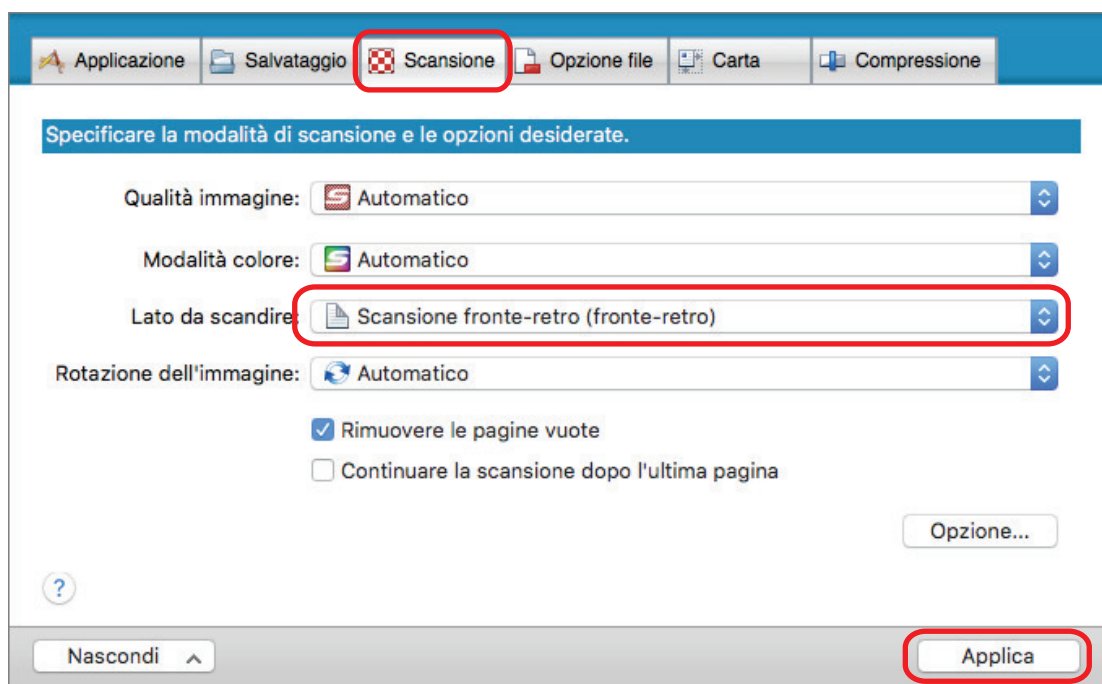 Applicazione Salvataggio Scansione Opzione file Carta Compressione
Specificare la modalità di scansione e le opzioni desiderate.
Qualità immagine: Automatico
Modalità colore: Automatico
Lato da scandire: Scansione fronte-retro (fronte-retro)
Rotazione dell'immagine: Automatico
Rimuovere le pagine vuote
Continuare la scansione dopo l'ultima pagina
Opzione...
?
Nascondi Applica